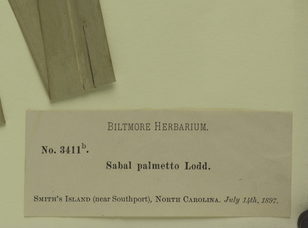 BILTMORE HERBARIUM.
No. 3411b.
Sabal palmetto Lodd.
SMITH'S ISLAND (near Southport), NORTH CAROLINA. July 14th, 1897.